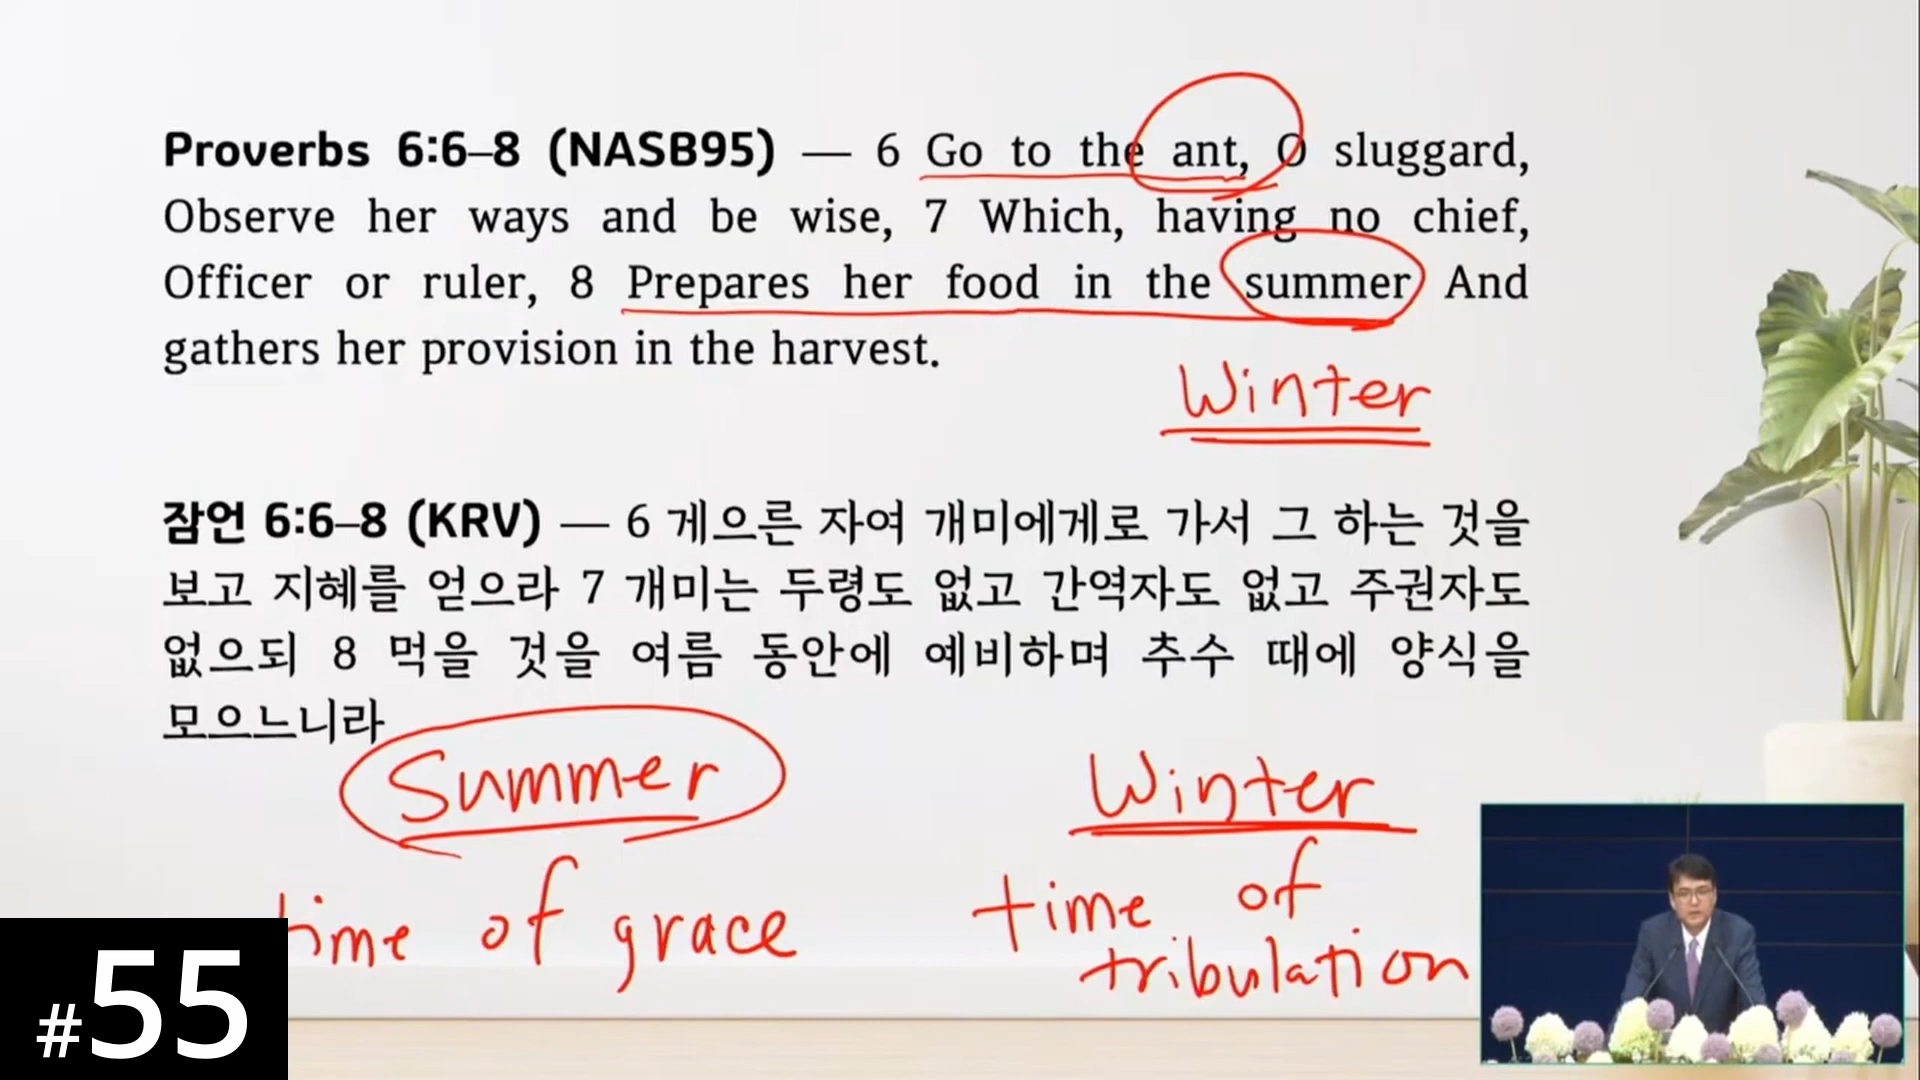 Proverbs 6:6–8 (NASB95) — 6 Go to the ant, O sluggard,
Observe her ways and be wise, 7 Which, having no chief,
Officer or ruler, 8 Prepares her food in the summer And
gathers her provision in the harvest.
Winter
잠언 6:6–8 (KRV) — 6 게으른 자여 개미에게로 가서 그 하는 것을
보고 지혜를 얻으라 7 개미는 두령도 없고 간역자도 없고 주권자도
없으되 8 먹을 것을 여름 동안에 예비하며 추수 때에 양식을
모으느니라
Summer
time of grace
Winter
time of
tribulation
#55